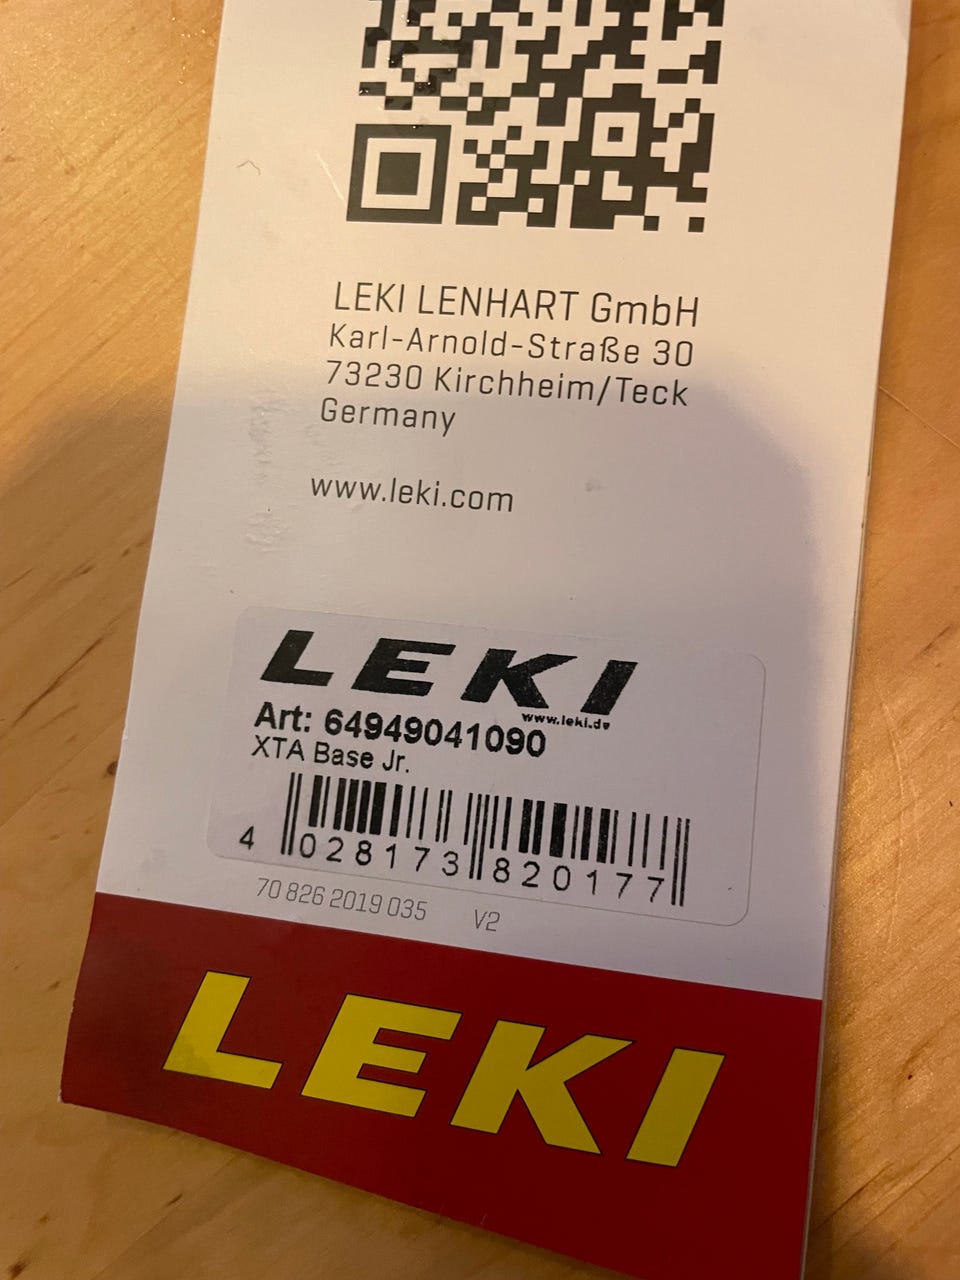 LEKI LENHART GmbH
Karl-Arnold-Straße 30
73230 Kirchheim/Teck
Germany
www.leki.com
LEKI
www.leki.de
Art: 64949041090
XTA Base Jr.
4 028173 820177
70 826 2019 035 V2
LEKI